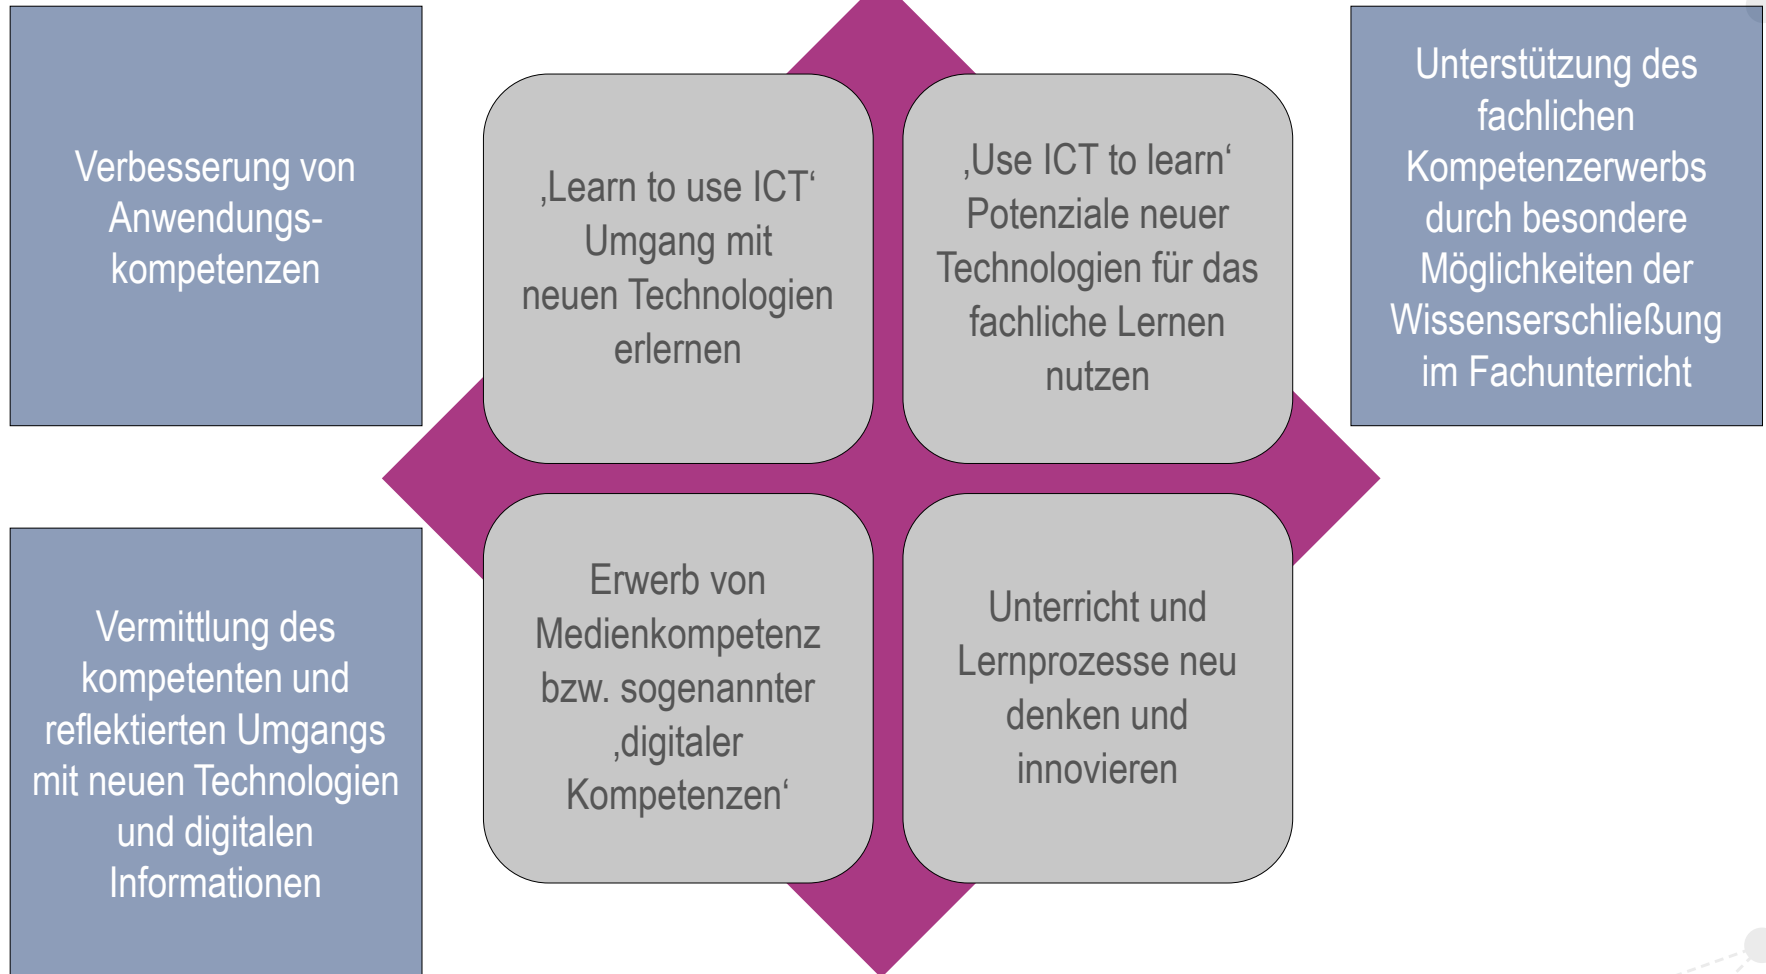 Verbesserung von
Anwendungs-
kompetenzen
‚Learn to use ICT‘
Umgang mit
neuen Technologien
erlernen
‚Use ICT to learn‘
Potenziale neuer
Technologien für das
fachliche Lernen
nutzen
Unterstützung des
fachlichen
Kompetenzerwerbs
durch besondere
Möglichkeiten der
Wissenserschließung
im Fachunterricht
Vermittlung des
kompetenten und
reflektierten Umgangs
mit neuen Technologien
und digitalen
Informationen
Erwerb von
Medienkompetenz
bzw. sogenannter
‚digitaler
Kompetenzen‘
Unterricht und
Lernprozesse neu
denken und
innovieren